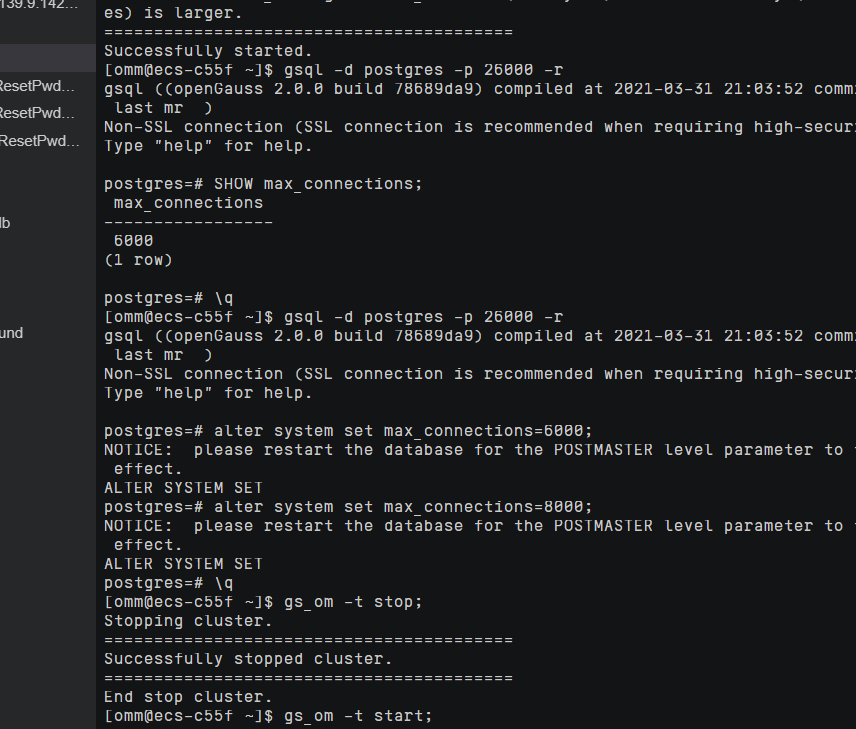 139.9.142...
es) is larger.
=========================================
Successfully started.
[omm@ecs-c55f ~]$ gsql -d postgres -p 26000 -r
ResetPwd...
gsql ((openGauss 2.0.0 build 78689da9) compiled at 2021-03-31 21:03:52 comm
last mr  )
ResetPwd...
Non-SSL connection (SSL connection is recommended when requiring high-secur
ResetPwd...
Type "help" for help.
postgres=# SHOW max_connections;
max_connections
-----------------
lb
6000
(1 row)
postgres=# \q
[omm@ecs-c55f ~]$ gsql -d postgres -p 26000 -r
und
gsql ((openGauss 2.0.0 build 78689da9) compiled at 2021-03-31 21:03:52 comm
last mr  )
Non-SSL connection (SSL connection is recommended when requiring high-secur
Type "help" for help.
postgres=# alter system set max_connections=6000;
NOTICE:  please restart the database for the POSTMASTER level parameter to
effect.
ALTER SYSTEM SET
postgres=# alter system set max_connections=8000;
NOTICE:  please restart the database for the POSTMASTER level parameter to
effect.
ALTER SYSTEM SET
postgres=# \q
[omm@ecs-c55f ~]$ gs_om -t stop;
Stopping cluster.
=========================================
Successfully stopped cluster.
=========================================
End stop cluster.
[omm@ecs-c55f ~]$ gs_om -t start;